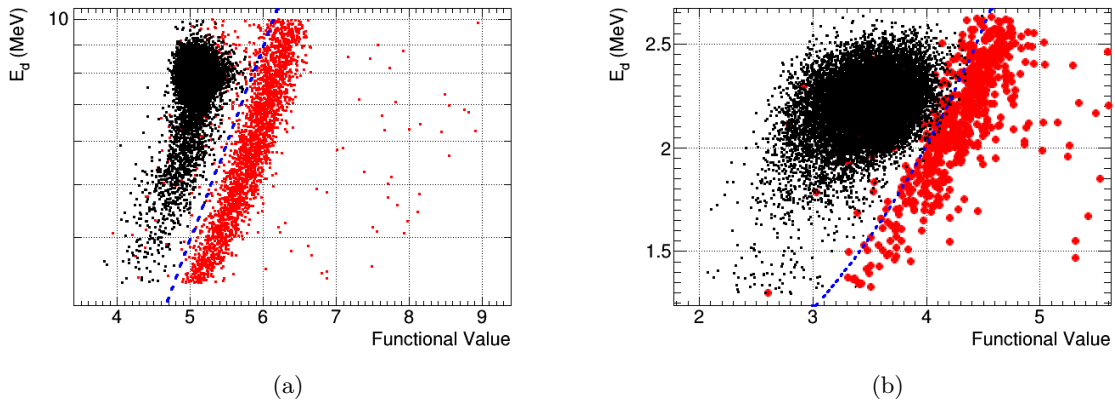 10
E_d (MeV)
4 5 6 7 8 9
Functional Value
(a)
2.5
E_d (MeV)
2
1.5
2 3 4 5
Functional Value
(b)